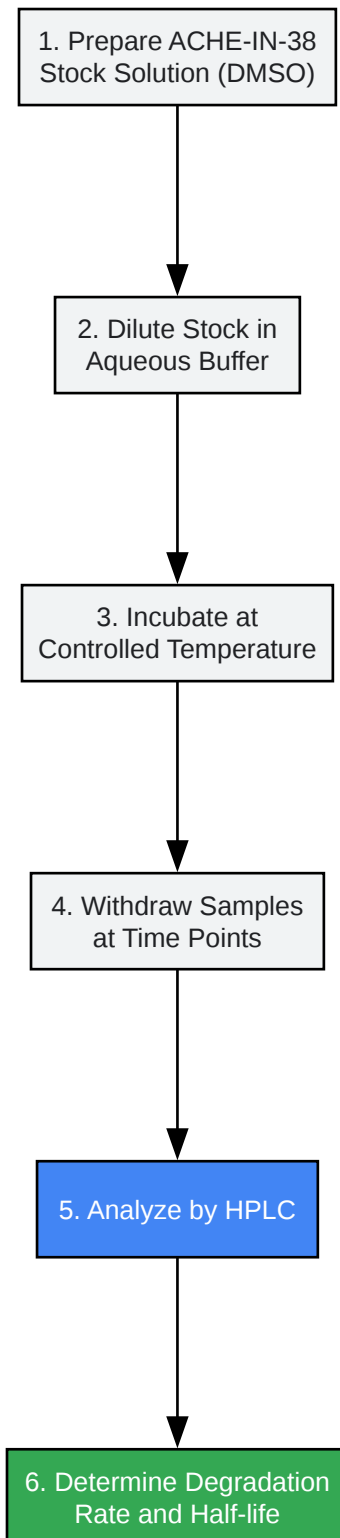 1. Prepare ACHE-IN-38
Stock Solution (DMSO)
2. Dilute Stock in
Aqueous Buffer
3. Incubate at
Controlled Temperature
4. Withdraw Samples
at Time Points
5. Analyze by HPLC
6. Determine Degradation
Rate and Half-life